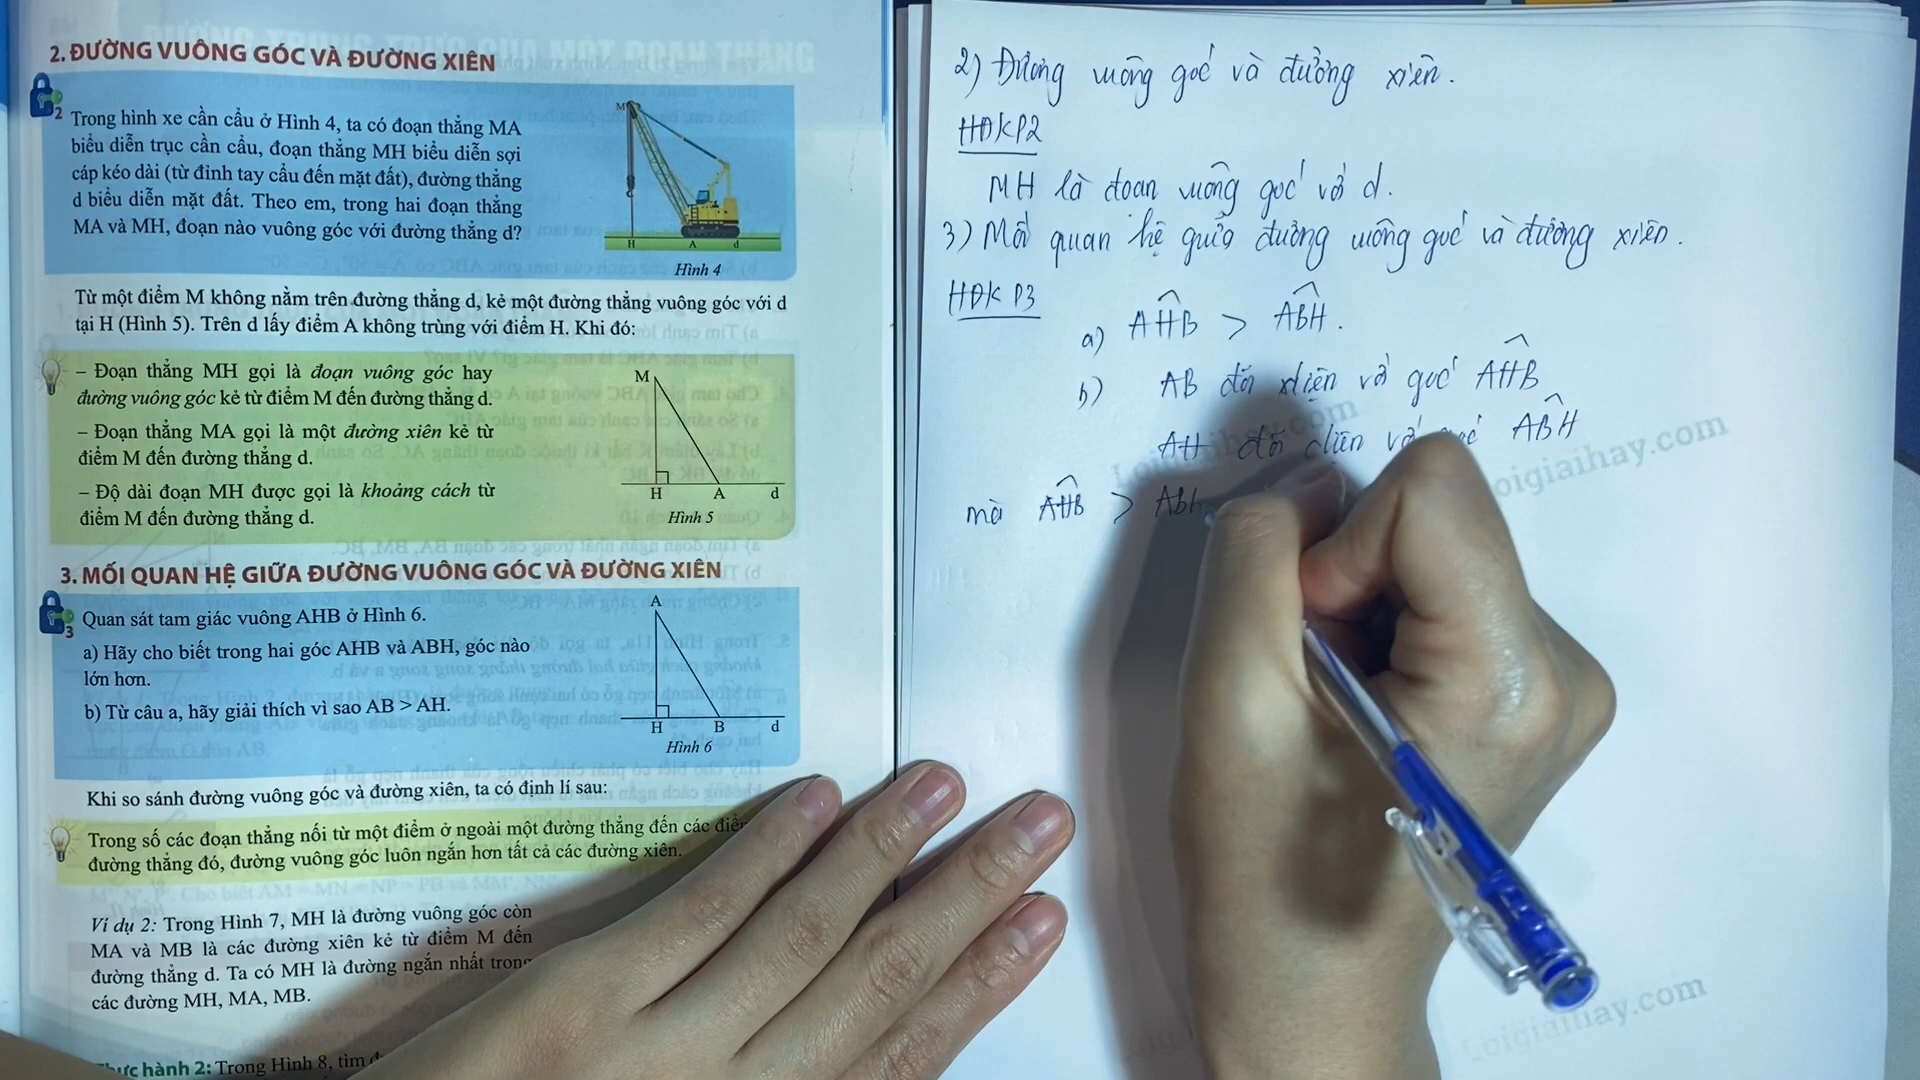 2. ĐƯỜNG VUÔNG GÓC VÀ ĐƯỜNG XIÊN
2
Trong hình xe cần cẩu ở Hình 4, ta có đoạn thẳng MA
biểu diễn trục cần cẩu, đoạn thẳng MH biểu diễn sợi
cáp kéo dài (từ đỉnh tay cẩu đến mặt đất), đường thẳng
d biểu diễn mặt đất. Theo em, trong hai đoạn thẳng
MA và MH, đoạn nào vuông góc với đường thẳng d?
M
H A d
Hình 4
Từ một điểm M không nằm trên đường thẳng d, kẻ một đường thẳng vuông góc với d
tại H (Hình 5). Trên d lấy điểm A không trùng với điểm H. Khi đó:
– Đoạn thẳng MH gọi là đoạn vuông góc hay
đường vuông góc kẻ từ điểm M đến đường thẳng d.
– Đoạn thẳng MA gọi là một đường xiên kẻ từ
điểm M đến đường thẳng d.
– Độ dài đoạn MH được gọi là khoảng cách từ
điểm M đến đường thẳng d.
M
H A d
Hình 5
3. MỐI QUAN HỆ GIỮA ĐƯỜNG VUÔNG GÓC VÀ ĐƯỜNG XIÊN
3
Quan sát tam giác vuông AHB ở Hình 6.
a) Hãy cho biết trong hai góc AHB và ABH, góc nào
lớn hơn.
b) Từ câu a, hãy giải thích vì sao AB > AH.
A
H B d
Hình 6
Khi so sánh đường vuông góc và đường xiên, ta có định lí sau:
Trong số các đoạn thẳng nối từ một điểm ở ngoài một đường thẳng đến các
đường thẳng đó, đường vuông góc luôn ngắn hơn tất cả các đường xiên.
Ví dụ 2: Trong Hình 7, MH là đường vuông góc còn
MA và MB là các đường xiên kẻ từ điểm M đến
đường thẳng d. Ta có MH là đường ngắn nhất trong
các đường MH, MA, MB.
hành 2: Trong Hình 8, tìm
2) Đường vuông góc và đường xiên.
HĐKP2
MH là đoạn vuông góc với d.
3) Mối quan hệ giữa đường vuông góc và đường xiên.
HĐKP3
a) AHB > ABH.
b) AB đối diện với góc AHB
AH đối diện với góc ABH
mà AHB > ABH
Loigiaihay.com
Loigiaihay.com